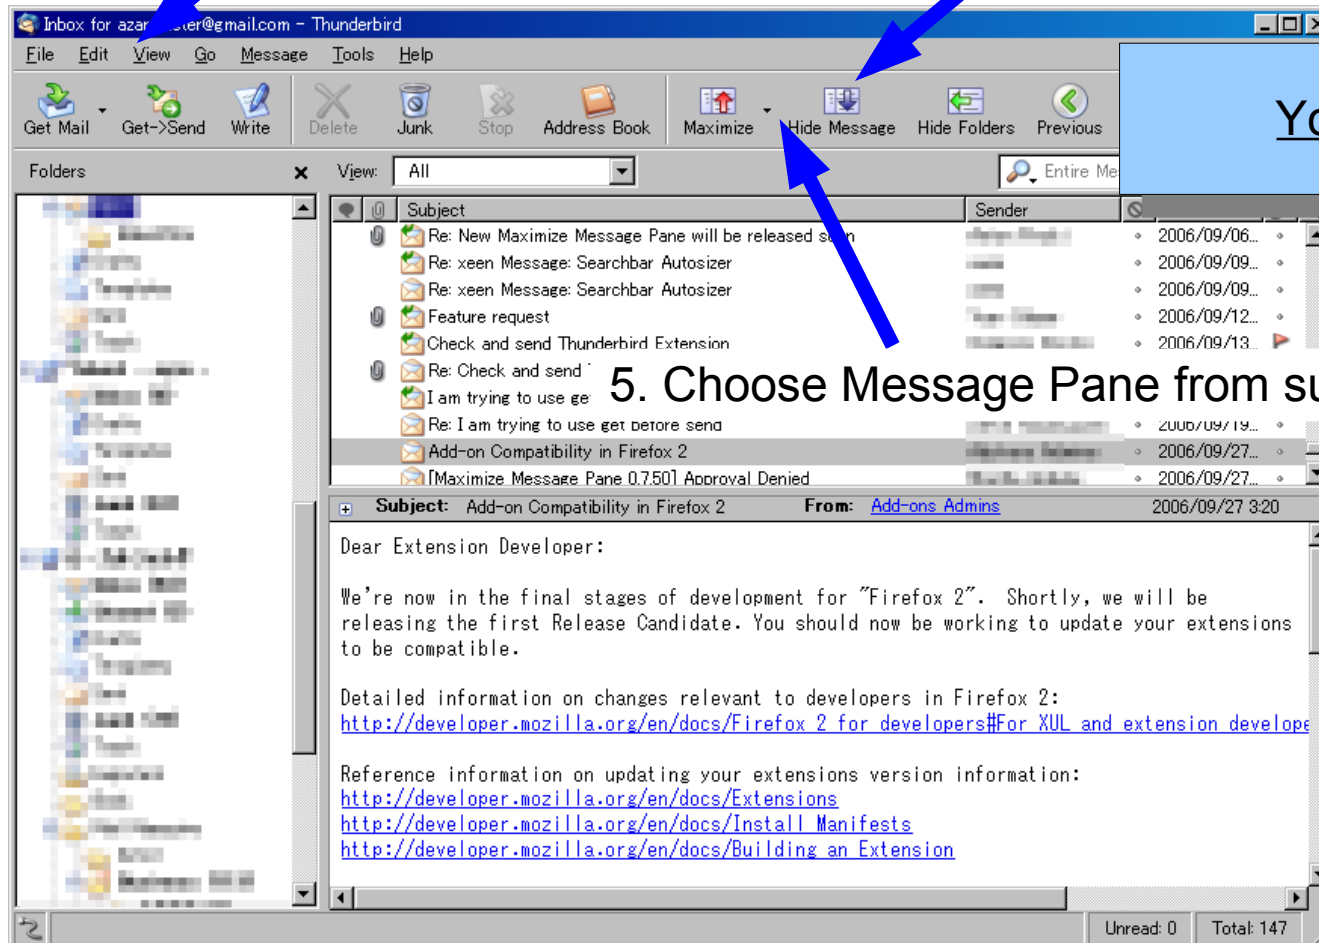 Inbox for azar ster@gmail.com - Thunderbird
File Edit View Go Message Tools Help
Get Mail Get->Send Write Delete Junk Stop Address Book Maximize Hide Message Hide Folders Previous
Yo
Folders View: All Entire Me
Subject Sender
Re: New Maximize Message Pane will be released soon 2006/09/06...
Re: xeen Message: Searchbar Autosizer 2006/09/09...
Re: xeen Message: Searchbar Autosizer 2006/09/09...
Feature request 2006/09/12...
Check and send Thunderbird Extension 2006/09/13...
Re: Check and send
5. Choose Message Pane from su
I am trying to use ge
Re: I am trying to use get before send 2006/09/19...
Add-on Compatibility in Firefox 2 2006/09/27...
[Maximize Message Pane 0.7.50] Approval Denied 2006/09/27...
Subject: Add-on Compatibility in Firefox 2 From: Add-ons Admins 2006/09/27 3:20
Dear Extension Developer:
We're now in the final stages of development for "Firefox 2". Shortly, we will be
releasing the first Release Candidate. You should now be working to update your extensions
to be compatible.
Detailed information on changes relevant to developers in Firefox 2:
http://developer.mozilla.org/en/docs/Firefox_2_for_developers#For_XUL_and_extension_develope
Reference information on updating your extensions version information:
http://developer.mozilla.org/en/docs/Extensions
http://developer.mozilla.org/en/docs/Install_Manifests
http://developer.mozilla.org/en/docs/Building_an_Extension
Unread: 0 Total: 147